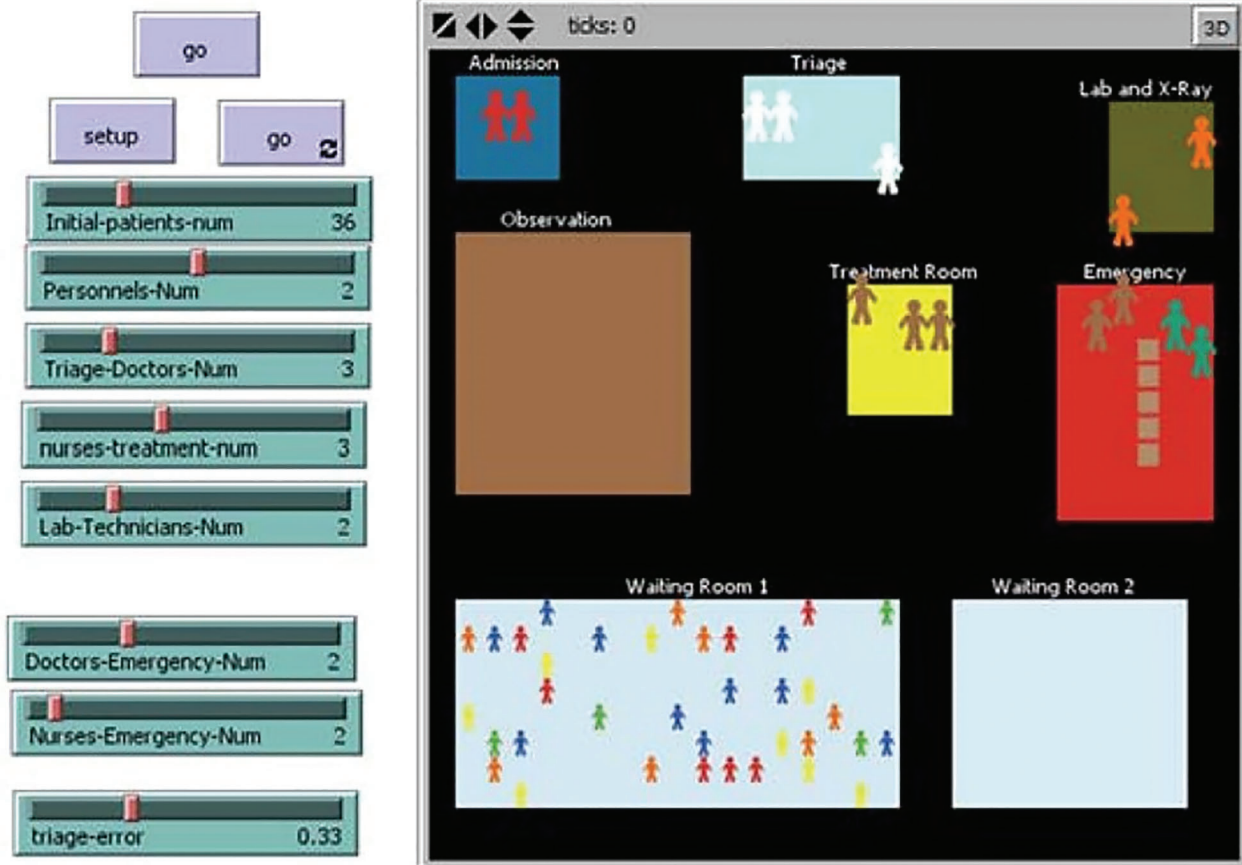 go
setup
go
Initial-patients-num 36
Personnels-Num 2
Triage-Doctors-Num 3
nurses-treatment-num 3
Lab-Technicians-Num 2
Doctors-Emergency-Num 2
Nurses-Emergency-Num 2
triage-error 0.33
ticks: 0
3D
Admission
Triage
Lab and X-Ray
Observation
Treatment Room
Emergency
Waiting Room 1
Waiting Room 2